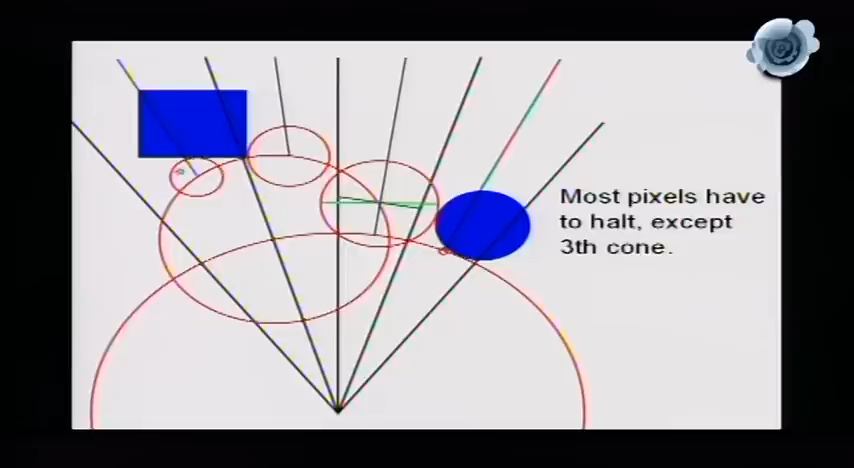 Most pixels have
to halt, except
3th cone.